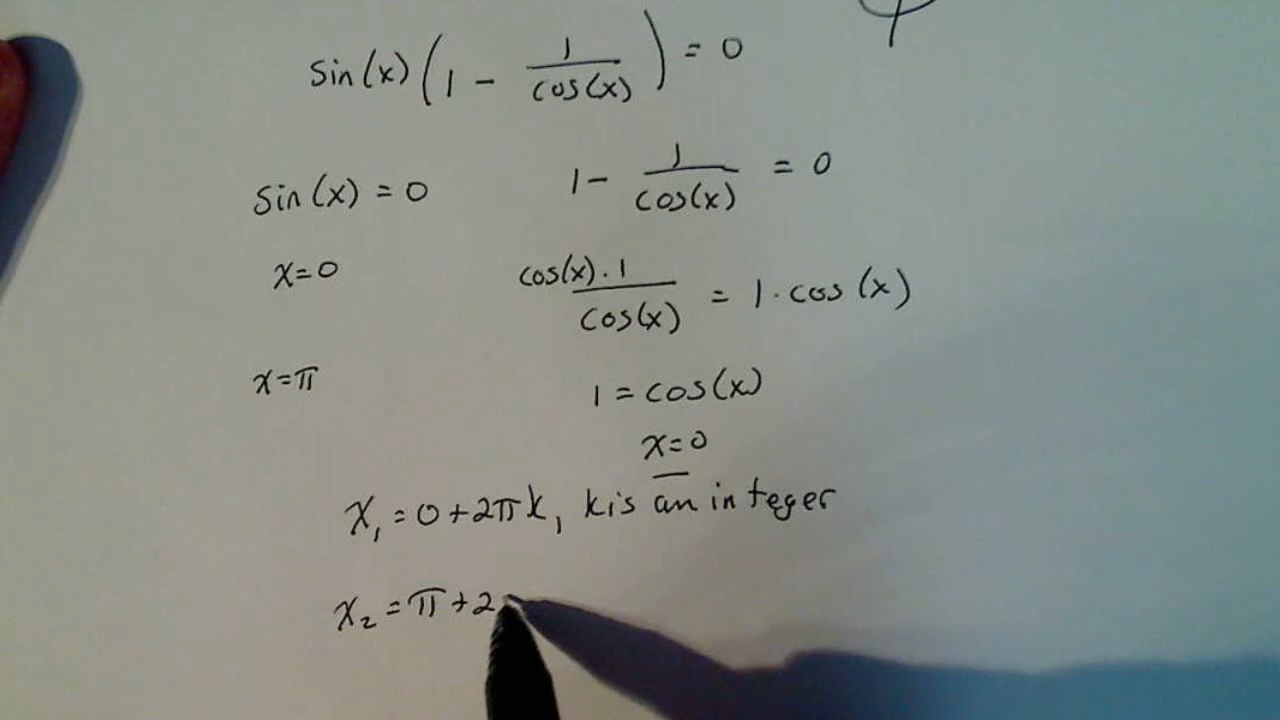 sin(x)(1 - 1/cos(x)) = 0
sin(x) = 0
1 - 1/cos(x) = 0
x=0
cos(x)·1/cos(x) = 1·cos(x)
x=π
1 = cos(x)
x=0
x₁ = 0+2πk, k is an integer
x₂ = π+2